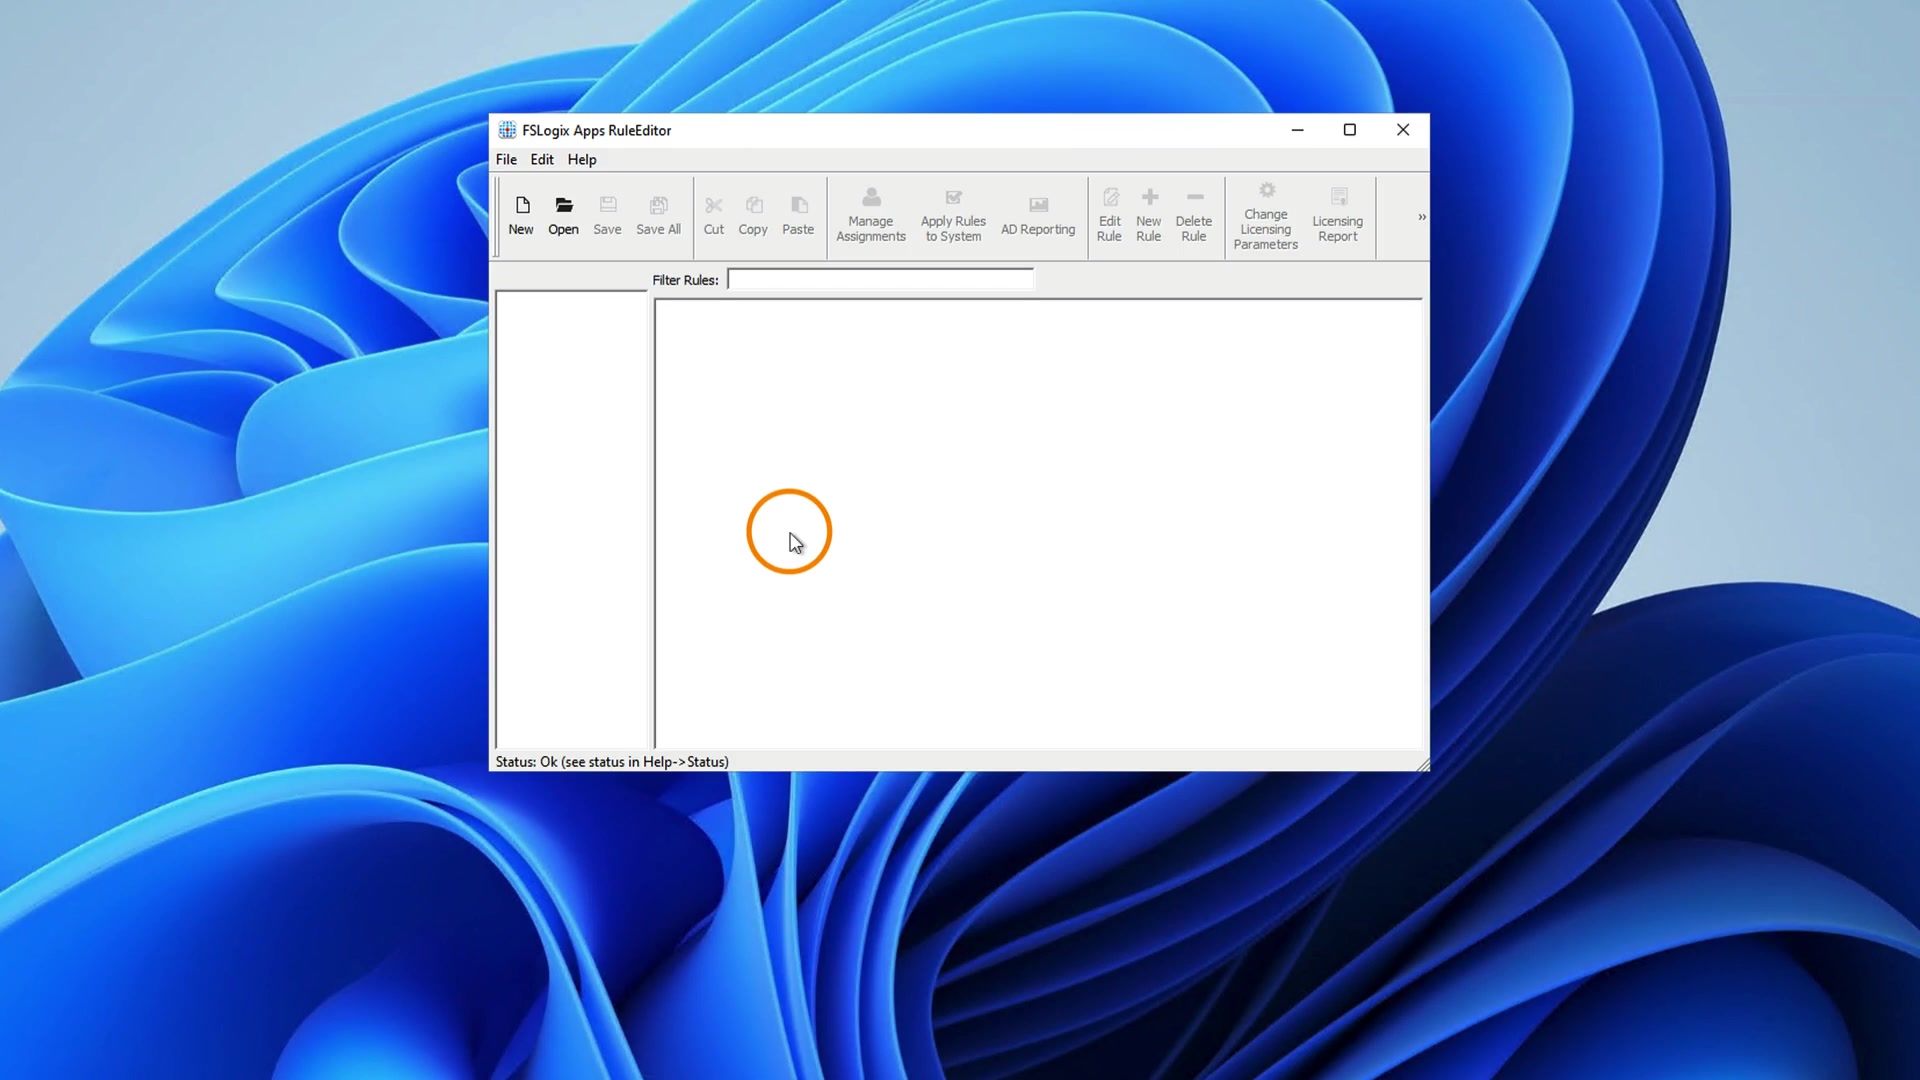 FSLogix Apps RuleEditor
File Edit Help
New Open Save Save All Cut Copy Paste Manage Assignments Apply Rules to System AD Reporting Edit Rule New Rule Delete Rule Change Licensing Parameters Licensing Report »
Filter Rules:
Status: Ok (see status in Help->Status)